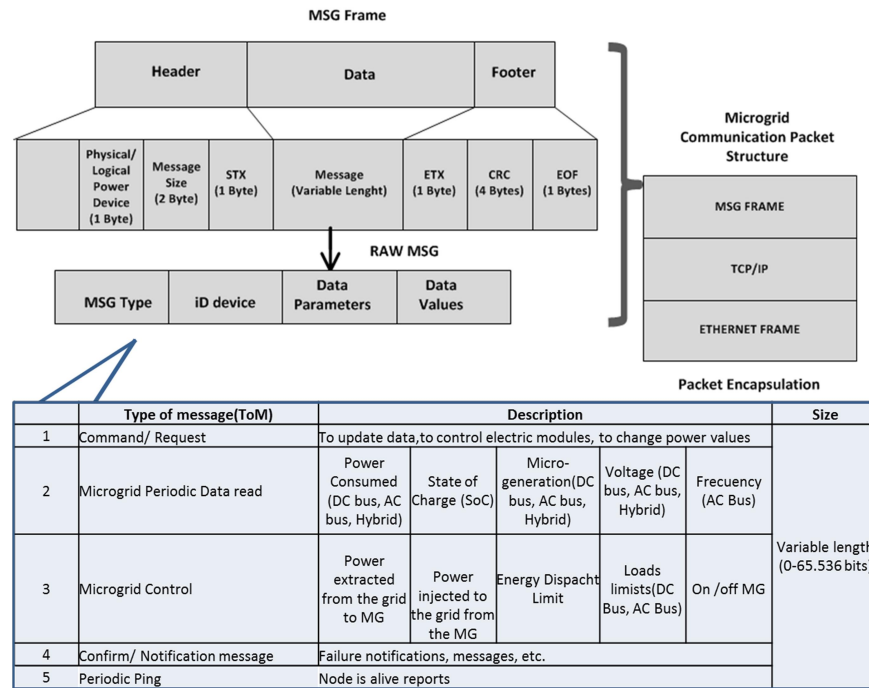 MSG Frame
Header
Data
Footer
Physical/
Logical
Power
Device
(1 Byte)
Message
Size
(2 Byte)
STX
(1 Byte)
Message
(Variable Lenght)
ETX
(1 Byte)
CRC
(4 Bytes)
EOF
(1 Bytes)
RAW MSG
MSG Type
iD device
Data
Parameters
Data
Values
Microgrid
Communication Packet
Structure
MSG FRAME
TCP/IP
ETHERNET FRAME
Packet Encapsulation
Type of message(ToM)
Description
Size
1
Command/ Request
To update data,to control electric modules, to change power values
2
Microgrid Periodic Data read
Power
Consumed
(DC bus, AC
bus, Hybrid)
State of
Charge (SoC)
Micro-
generation(DC
bus, AC bus,
Hybrid)
Voltage (DC
bus, AC bus,
Hybrid)
Frecuency
(AC Bus)
3
Microgrid Control
Power
extracted
from the grid
to MG
Power
injected to
the grid from
the MG
Energy Dispacht
Limit
Loads
limists(DC
Bus, AC Bus)
On /off MG
4
Confirm/ Notification message
Failure notifications, messages, etc.
5
Periodic Ping
Node is alive reports
Variable length
(0-65.536 bits)